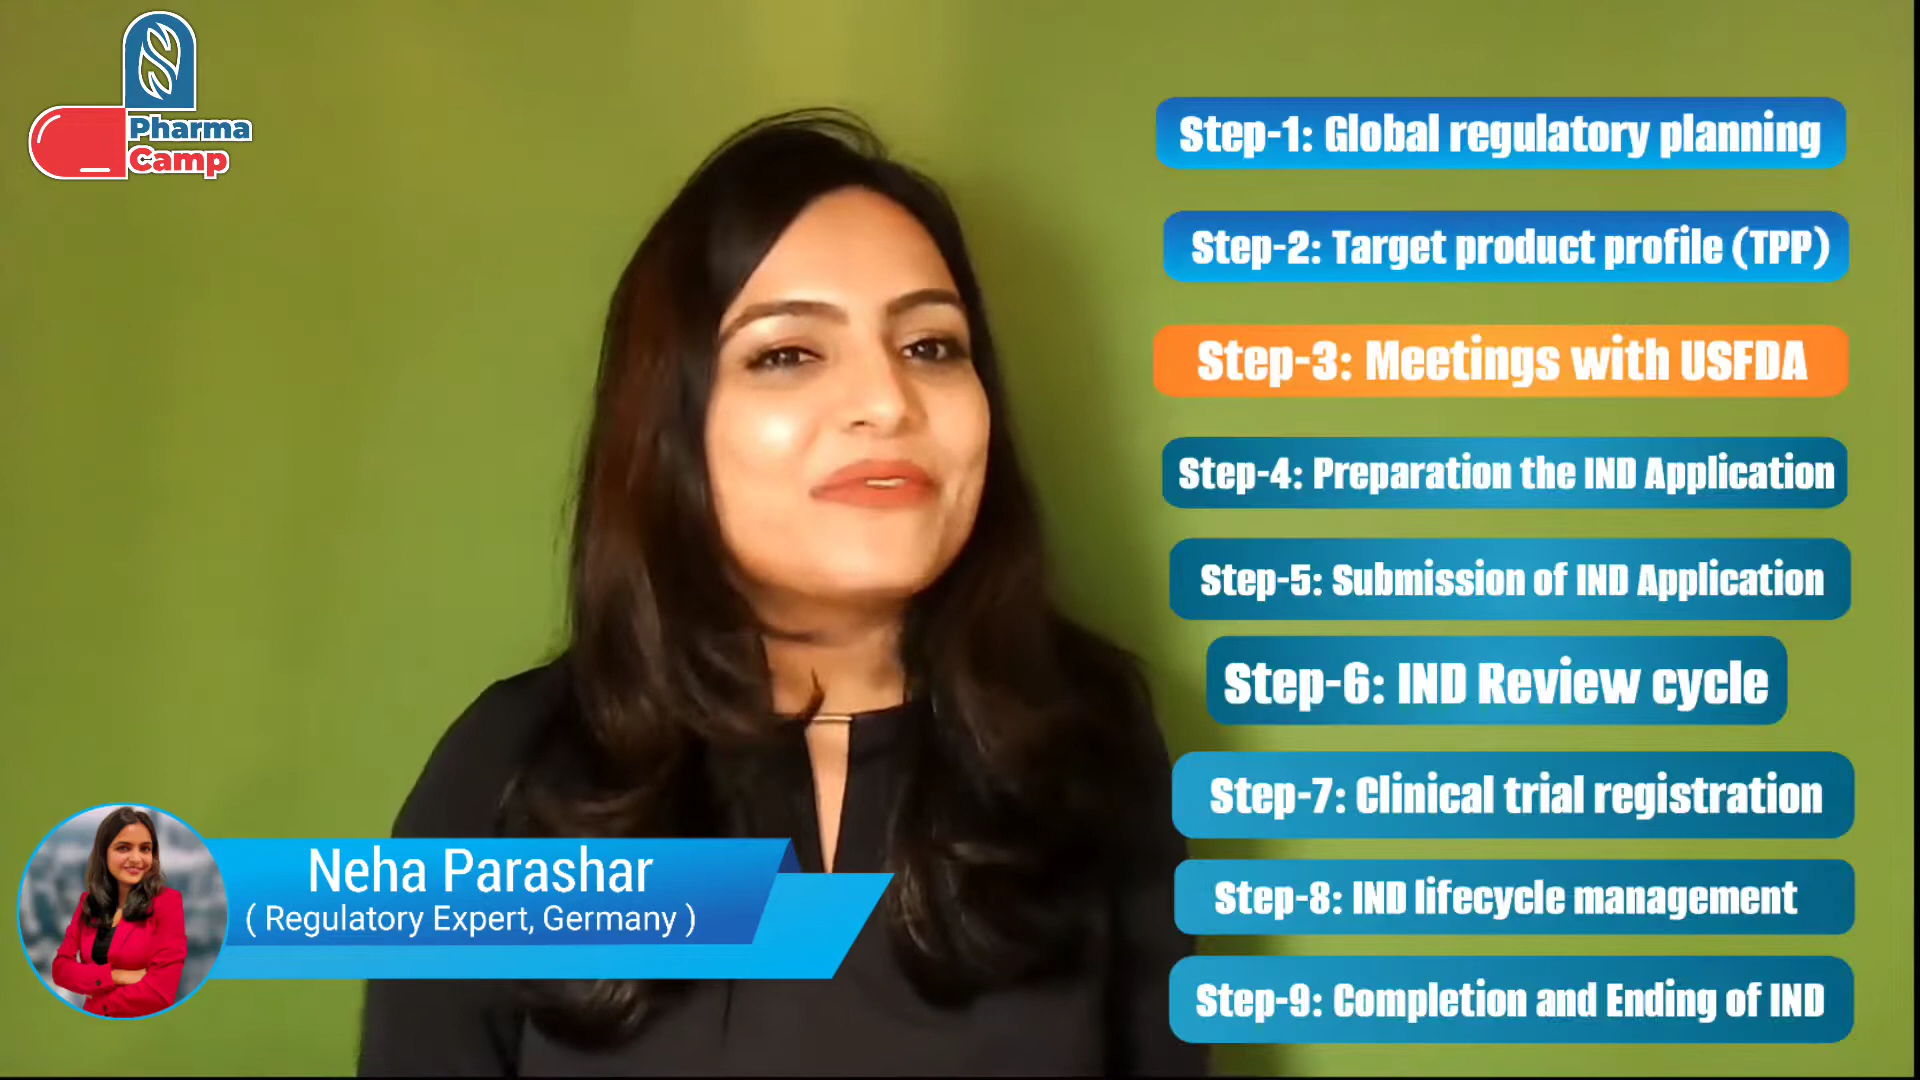 Pharma
Camp
Step-1: Global regulatory planning
Step-2: Target product profile (TPP)
Step-3: Meetings with USFDA
Step-4: Preparation the IND Application
Step-5: Submission of IND Application
Step-6: IND Review cycle
Step-7: Clinical trial registration
Step-8: IND lifecycle management
Step-9: Completion and Ending of IND
Neha Parashar
( Regulatory Expert, Germany )